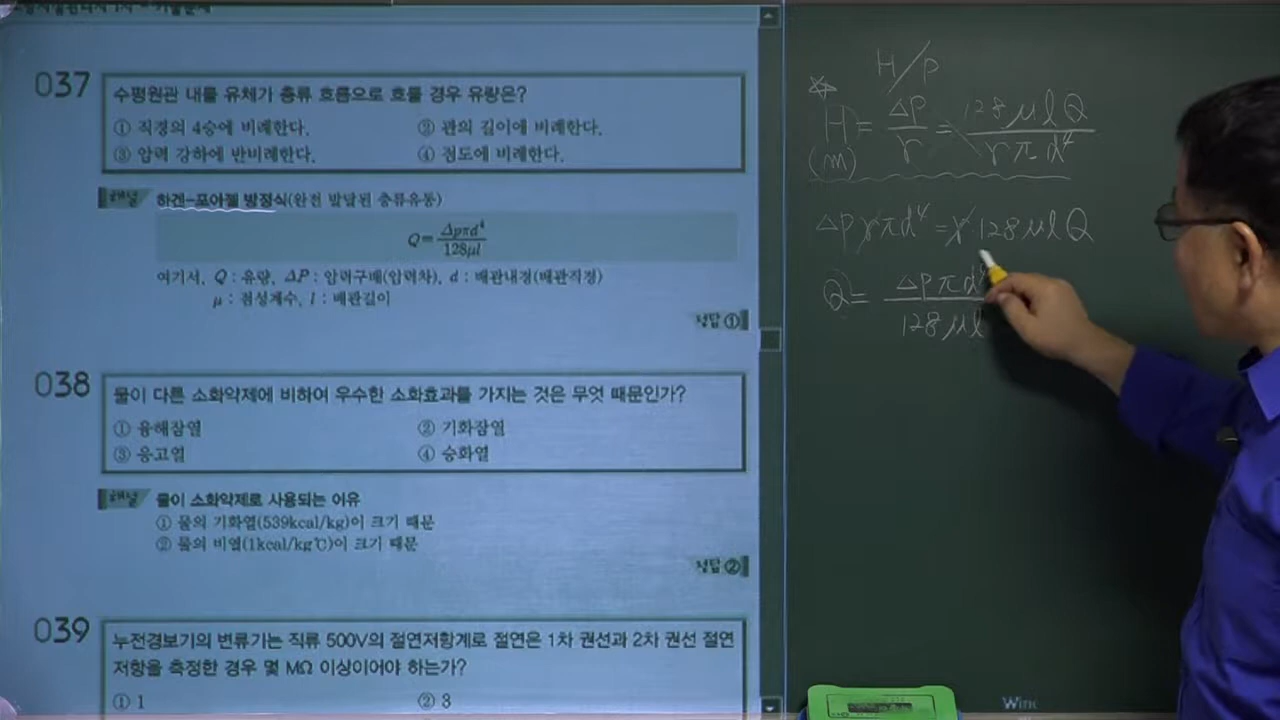 037
수평원관 내를 유체가 층류 흐름으로 흐를 경우 유량은?
① 직경의 4승에 비례한다. ② 관의 길이에 비례한다.
③ 압력 강하에 반비례한다. ④ 점도에 비례한다.
해설 하겐-포아젤 방정식(완전 발달된 층류유동)
Q=Δpπd⁴/128μl
여기서, Q : 유량, ΔP : 압력구배(압력차), d : 배관내경(배관직경)
μ : 점성계수, l : 배관길이
정답 ①
038
물이 다른 소화약제에 비하여 우수한 소화효과를 가지는 것은 무엇 때문인가?
① 융해잠열 ② 기화잠열
③ 응고열 ④ 승화열
해설 물이 소화약제로 사용되는 이유
① 물의 기화열(539kcal/kg)이 크기 때문
② 물의 비열(1kcal/kg℃)이 크기 때문
정답 ②
039
누전경보기의 변류기는 직류 500V의 절연저항계로 절연은 1차 권선과 2차 권선 절연
저항을 측정한 경우 몇 MΩ 이상이어야 하는가?
① 1 ② 3
H/P
H = ΔP/γ = 128μlQ/γπd⁴
(m)
ΔPγπd⁴ = γ·128μlQ
Q = ΔPπd⁴/128μl